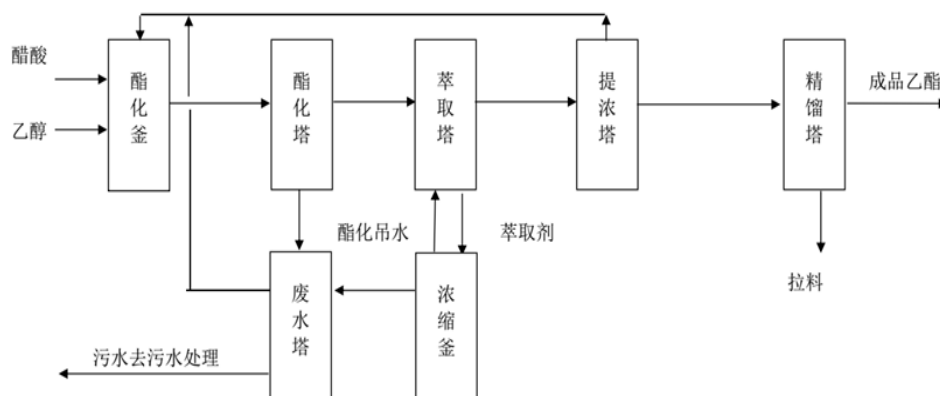 醋酸
乙醇
酯化釜
酯化塔
萃取塔
提浓塔
精馏塔
成品乙酯
酯化吊水
萃取剂
拉料
废水塔
浓缩釜
污水去污水处理